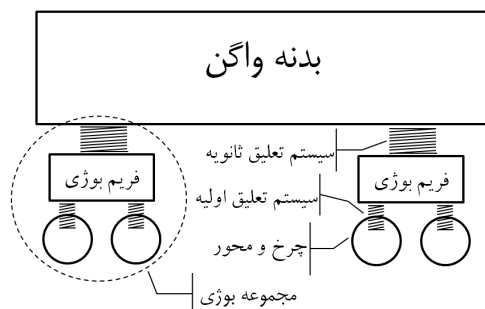 بدنه واگن
سیستم تعلیق ثانویه
فریم بوژی
فریم بوژی
سیستم تعلیق اولیه
چرخ و محور
مجموعه بوژی